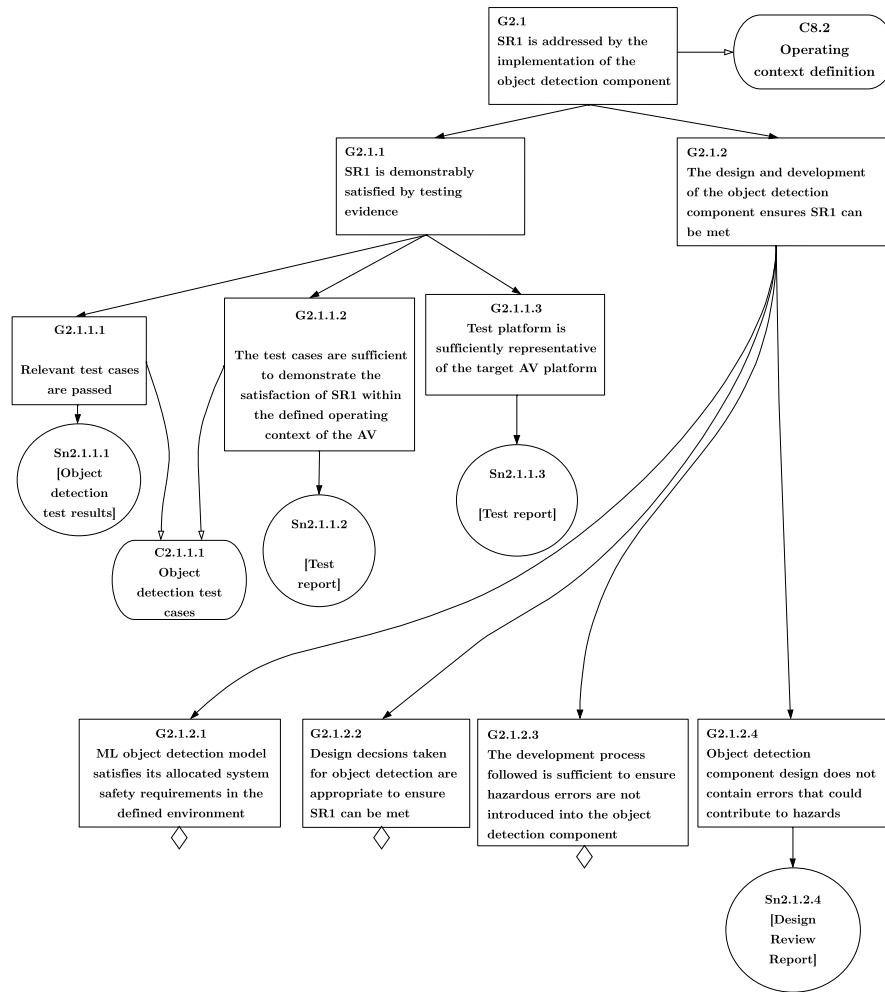 G2.1
SR1 is addressed by the
implementation of the
object detection component
C8.2
Operating
context definition
G2.1.1
SR1 is demonstrably
satisfied by testing
evidence
G2.1.2
The design and development
of the object detection
component ensures SR1 can
be met
G2.1.1.1
Relevant test cases
are passed
G2.1.1.2
The test cases are sufficient
to demonstrate the
satisfaction of SR1 within
the defined operating
context of the AV
G2.1.1.3
Test platform is
sufficiently representative
of the target AV platform
Sn2.1.1.1
[Object
detection
test results]
Sn2.1.1.2
[Test
report]
Sn2.1.1.3
[Test report]
C2.1.1.1
Object
detection test
cases
G2.1.2.1
ML object detection model
satisfies its allocated system
safety requirements in the
defined environment
G2.1.2.2
Design decsions taken
for object detection are
appropriate to ensure
SR1 can be met
G2.1.2.3
The development process
followed is sufficient to ensure
hazardous errors are not
introduced into the object
detection component
G2.1.2.4
Object detection
component design does not
contain errors that could
contribute to hazards
Sn2.1.2.4
[Design
Review
Report]